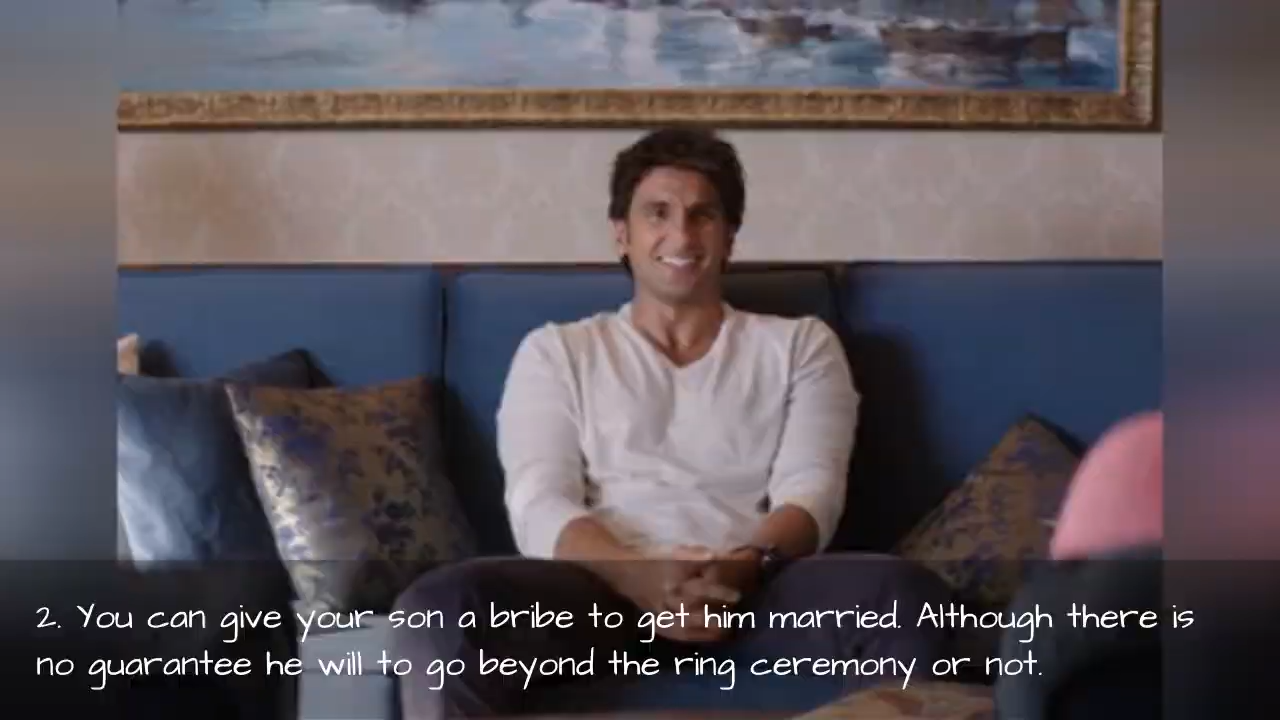 2. You can give your son a bribe to get him married. Although there is
no guarantee he will to go beyond the ring ceremony or not.